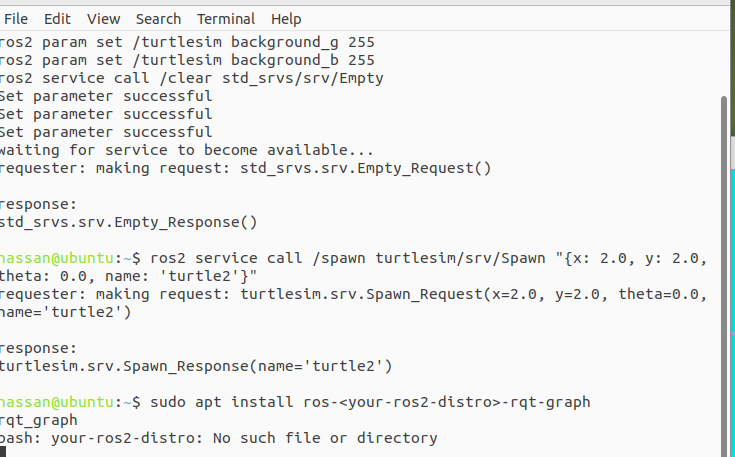 File Edit View Search Terminal Help
ros2 param set /turtlesim background_g 255
ros2 param set /turtlesim background_b 255
ros2 service call /clear std_srvs/srv/Empty
Set parameter successful
Set parameter successful
Set parameter successful
waiting for service to become available...
requester: making request: std_srvs.srv.Empty_Request()
response:
std_srvs.srv.Empty_Response()
hassan@ubuntu:~$ ros2 service call /spawn turtlesim/srv/Spawn "{x: 2.0, y: 2.0,
theta: 0.0, name: 'turtle2'}"
requester: making request: turtlesim.srv.Spawn_Request(x=2.0, y=2.0, theta=0.0,
name='turtle2')
response:
turtlesim.srv.Spawn_Response(name='turtle2')
hassan@ubuntu:~$ sudo apt install ros-<your-ros2-distro>-rqt-graph
rqt_graph
bash: your-ros2-distro: No such file or directory